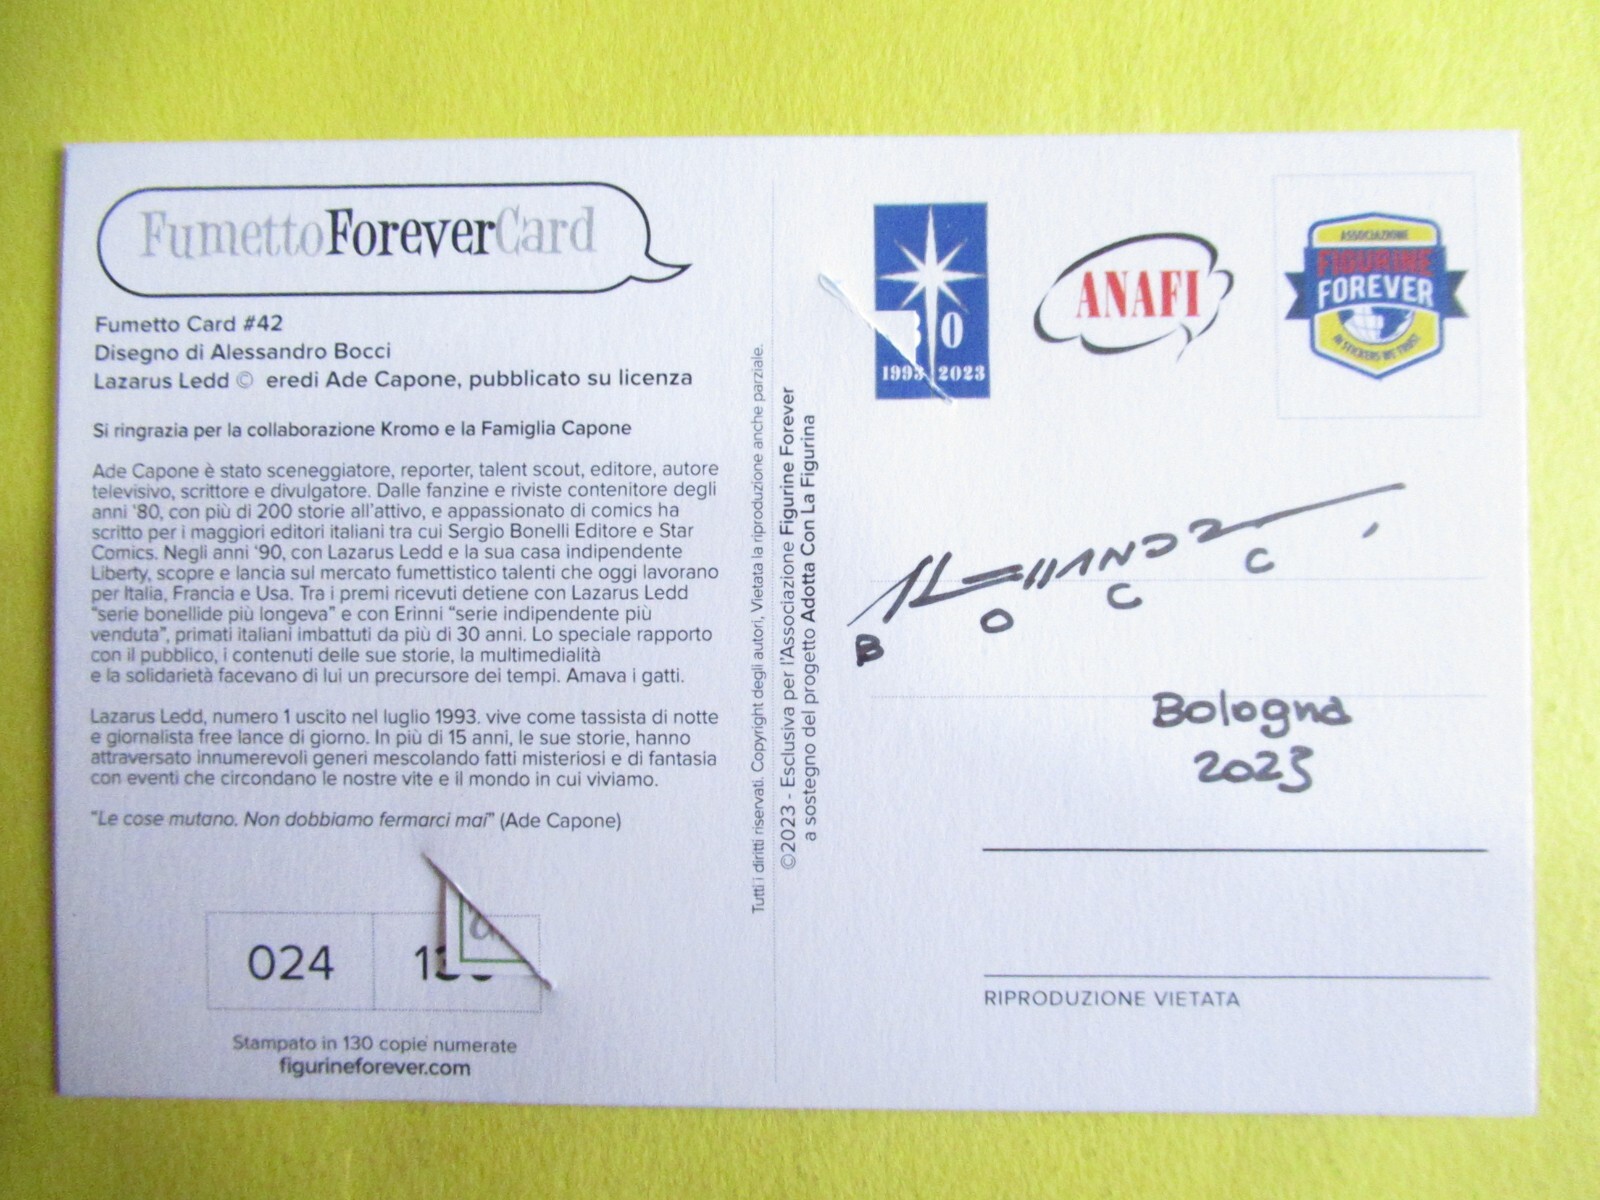 FumettoForeverCard
Fumetto Card #42
Disegno di Alessandro Bocci
Lazarus Ledd © eredi Ade Capone, pubblicato su licenza
Si ringrazia per la collaborazione Kromo e la Famiglia Capone
Ade Capone è stato sceneggiatore, reporter, talent scout, editore, autore
televisivo, scrittore e divulgatore. Dalle fanzine e riviste contenitore degli
anni '80, con più di 200 storie all'attivo, e appassionato di comics ha
scritto per i maggiori editori italiani tra cui Sergio Bonelli Editore e Star
Comics. Negli anni '90, con Lazarus Ledd e la sua casa indipendente
Liberty, scopre e lancia sul mercato fumettistico talenti che oggi lavorano
per Italia, Francia e Usa. Tra i premi ricevuti detiene con Lazarus Ledd
"serie bonellide più longeva" e con Erinni "serie indipendente più
venduta", primati italiani imbattuti da più di 30 anni. Lo speciale rapporto
con il pubblico, i contenuti delle sue storie, la multimedialità
e la solidarietà facevano di lui un precursore dei tempi. Amava i gatti.
Lazarus Ledd, numero 1 uscito nel luglio 1993. vive come tassista di notte
e giornalista free lance di giorno. In più di 15 anni, le sue storie, hanno
attraversato innumerevoli generi mescolando fatti misteriosi e di fantasia
con eventi che circondano le nostre vite e il mondo in cui viviamo.
"Le cose mutano. Non dobbiamo fermarci mai" (Ade Capone)
024
Stampato in 130 copie numerate
figurineforever.com
Tutti i diritti riservati. Copyright degli autori, Vietata la riproduzione anche parziale.
©2023 - Esclusiva per l'Associazione Figurine Forever
a sostegno del progetto Adotta Con La Figurina
0
1993 2023
ANAFI
ASSOCIAZIONE
FIGURINE
FOREVER
IN STICKERS WE TRUST
BOCC
Bologna
2023
RIPRODUZIONE VIETATA